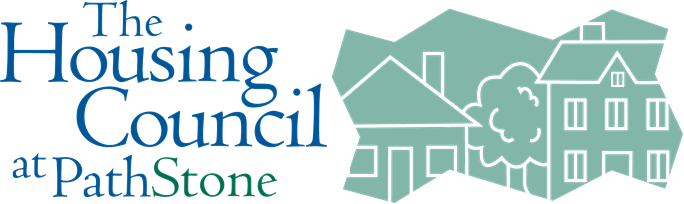 The
Housing
Council
at PathStone